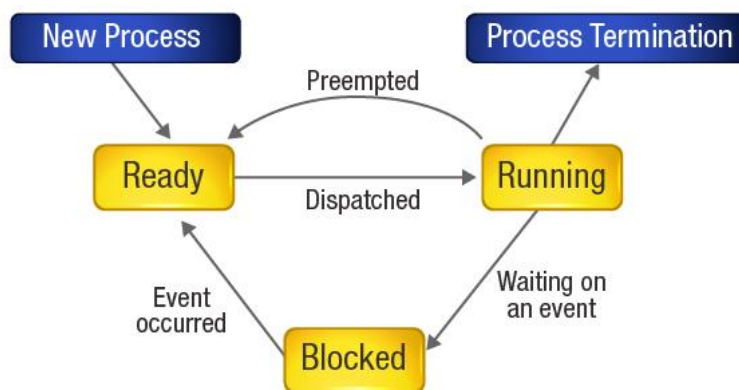 New Process
Process Termination
Preempted
Ready
Running
Dispatched
Event
occurred
Waiting on
an event
Blocked